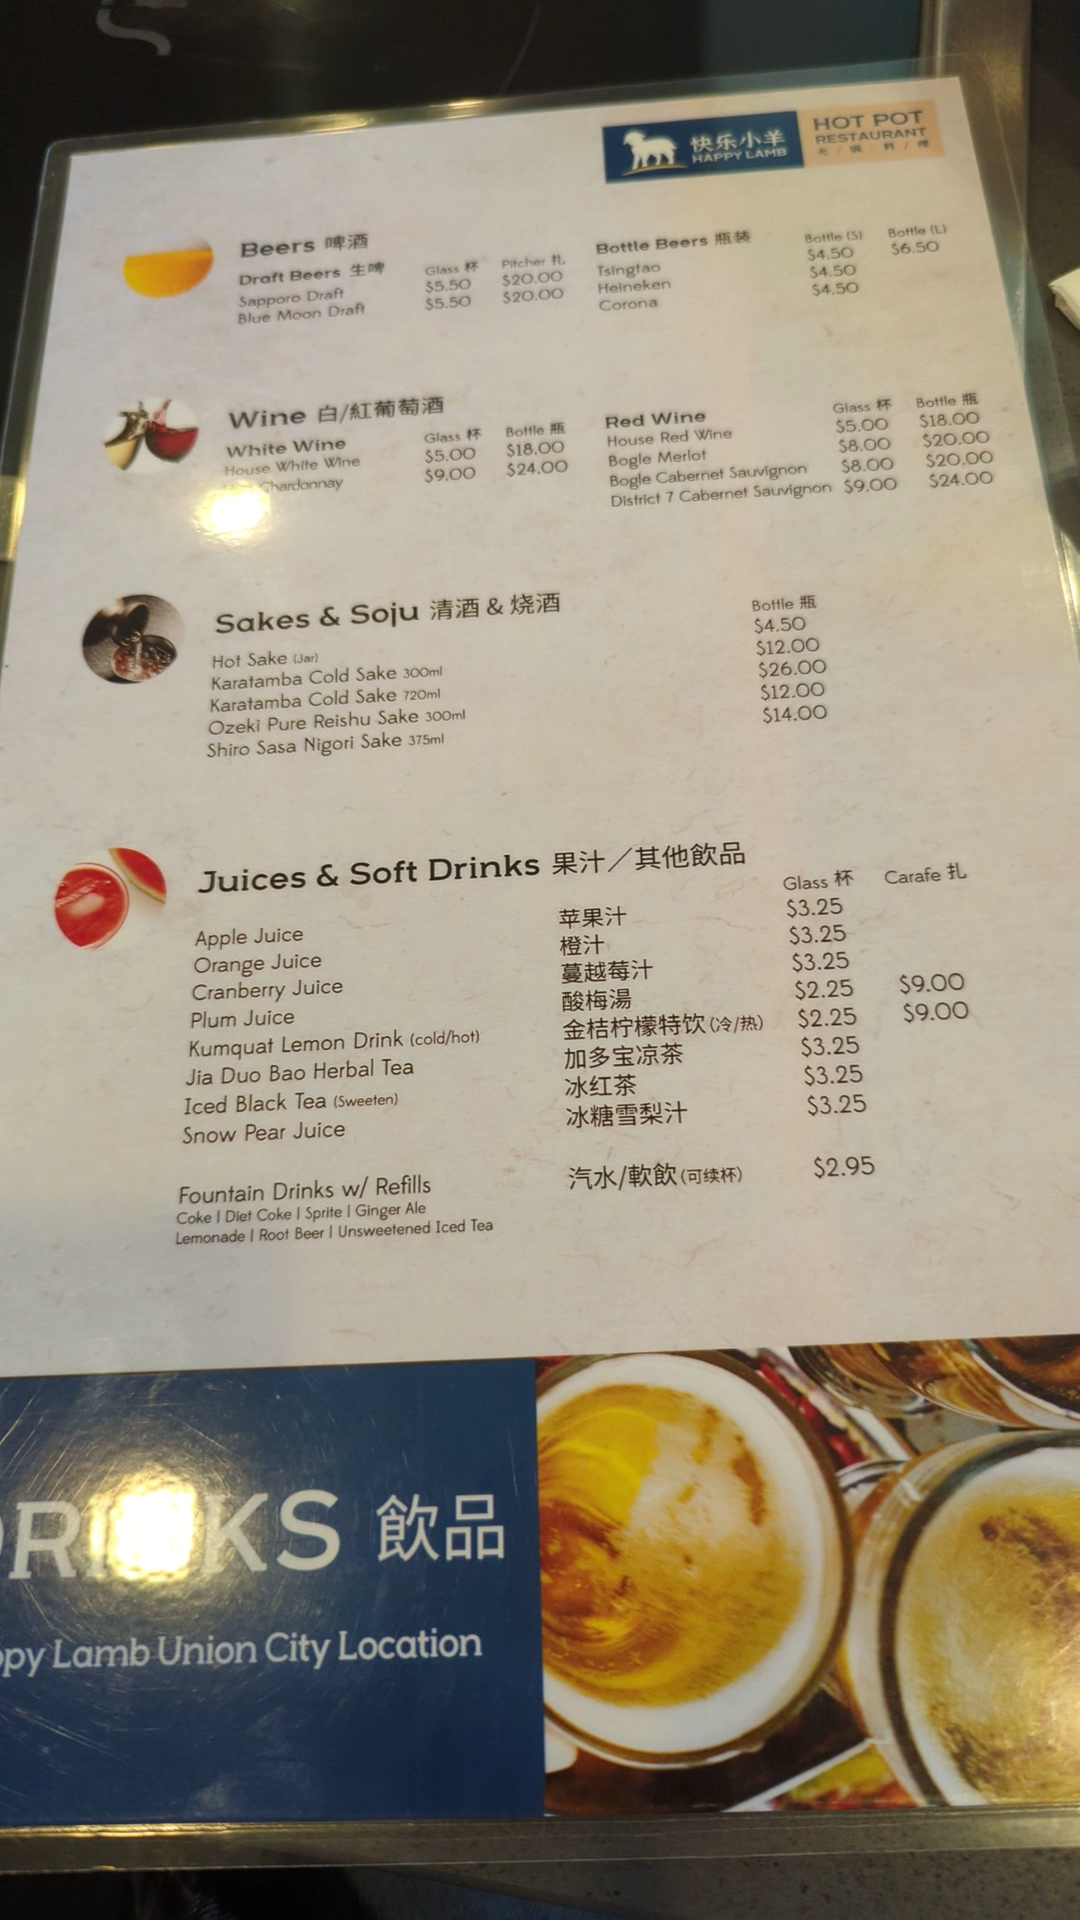 快乐小羊
HAPPY LAMB
HOT POT
RESTAURANT
火 / 锅 / 料 / 理
Beers 啤酒
Draft Beers 生啤 Glass 杯 Pitcher 扎
Sapporo Draft $5.50 $20.00
Blue Moon Draft $5.50 $20.00
Bottle Beers 瓶装 Bottle (S) Bottle (L)
Tsingtao $4.50 $6.50
Heineken $4.50
Corona $4.50
Wine 白/紅葡萄酒
White Wine Glass 杯 Bottle 瓶
House White Wine $5.00 $18.00
Chardonnay $9.00 $24.00
Red Wine Glass 杯 Bottle 瓶
House Red Wine $5.00 $18.00
Bogle Merlot $8.00 $20.00
Bogle Cabernet Sauvignon $8.00 $20.00
District 7 Cabernet Sauvignon $9.00 $24.00
Sakes & Soju 清酒 & 烧酒
Bottle 瓶
Hot Sake (Jar) $4.50
Karatamba Cold Sake 300ml $12.00
Karatamba Cold Sake 720ml $26.00
Ozeki Pure Reishu Sake 300ml $12.00
Shiro Sasa Nigori Sake 375ml $14.00
Juices & Soft Drinks 果汁／其他飲品
Glass 杯 Carafe 扎
Apple Juice 苹果汁 $3.25
Orange Juice 橙汁 $3.25
Cranberry Juice 蔓越莓汁 $3.25
Plum Juice 酸梅湯 $2.25 $9.00
Kumquat Lemon Drink (cold/hot) 金桔柠檬特饮(冷/热) $2.25 $9.00
Jia Duo Bao Herbal Tea 加多宝凉茶 $3.25
Iced Black Tea (Sweeten) 冰红茶 $3.25
Snow Pear Juice 冰糖雪梨汁 $3.25
Fountain Drinks w/ Refills 汽水/軟飲(可续杯) $2.95
Coke | Diet Coke | Sprite | Ginger Ale
Lemonade | Root Beer | Unsweetened Iced Tea
DRINKS 飲品
ppy Lamb Union City Location